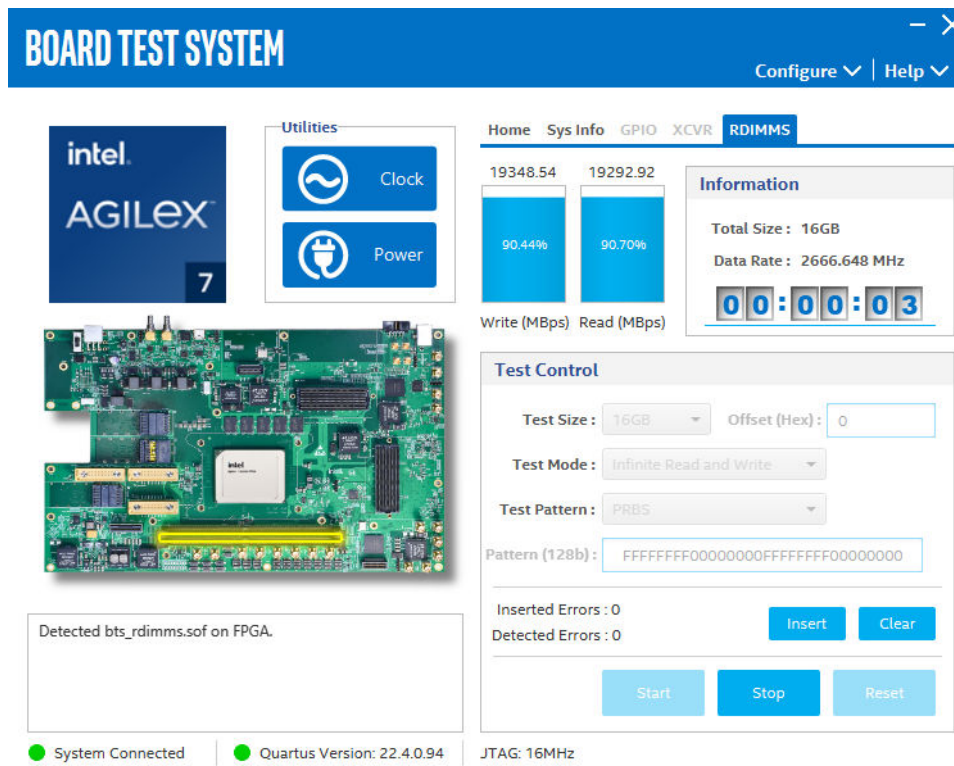 BOARD TEST SYSTEM
Configure
Help
intel.
AGILEX™
7
Utilities
Clock
Power
Home Sys Info GPIO XCVR RDIMMS
19348.54 19292.92
90.44% 90.70%
Write (MBps) Read (MBps)
Information
Total Size : 16GB
Data Rate : 2666.648 MHz
00:00:03
intel
Test Control
Test Size : 16GB Offset (Hex) : 0
Test Mode : Infinite Read and Write
Test Pattern : PRBS
Pattern (128b) : FFFFFFFF00000000FFFFFFFF00000000
Inserted Errors : 0
Detected Errors : 0
Insert Clear
Start Stop Reset
Detected bts_rdimms.sof on FPGA.
System Connected Quartus Version: 22.4.0.94 JTAG: 16MHz